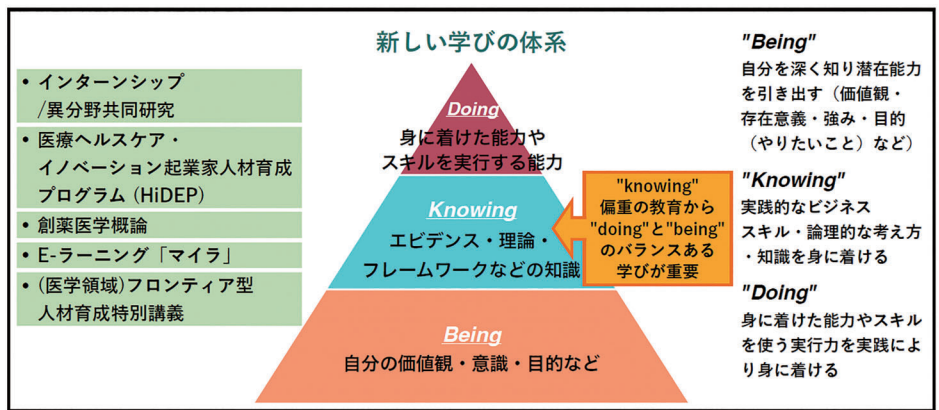 新しい学びの体系
• インターンシップ
/異分野共同研究
• 医療ヘルスケア・
イノベーション起業家人材育成
プログラム (HiDEP)
• 創薬医学概論
• E-ラーニング「マイラ」
• (医学領域)フロンティア型
人材育成特別講義
Doing
身に着けた能力や
スキルを実行する能力
Knowing
エビデンス・理論・
フレームワークなどの知識
Being
自分の価値観・意識・目的など
"knowing"
偏重の教育から
"doing"と"being"
のバランスある
学びが重要
"Being"
自分を深く知り潜在能力
を引き出す（価値観・
存在意義・強み・目的
（やりたいこと）など）
"Knowing"
実践的なビジネス
スキル・論理的な考え方
・知識を身に着ける
"Doing"
身に着けた能力やスキル
を使う実行力を実践によ
り身に着ける